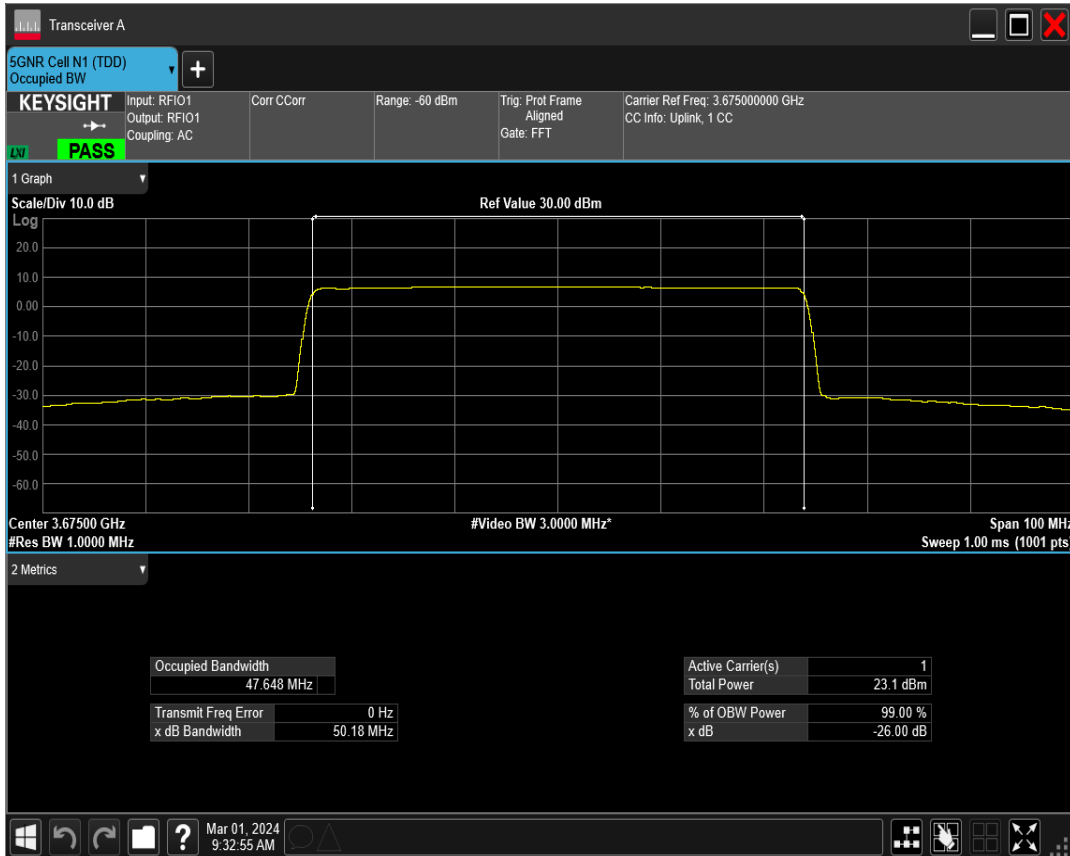 Transceiver A
5GNR Cell N1 (TDD)
Occupied BW
+
KEYSIGHT
LXI
PASS
Input: RFIO1
Output: RFIO1
Coupling: AC
Corr CCorr
Range: -60 dBm
Trig: Prot Frame
Aligned
Gate: FFT
Carrier Ref Freq: 3.675000000 GHz
CC Info: Uplink, 1 CC
1 Graph
Scale/Div 10.0 dB
Ref Value 30.00 dBm
Log
20.0
10.0
0.00
-10.0
-20.0
-30.0
-40.0
-50.0
-60.0
Center 3.67500 GHz
#Video BW 3.0000 MHz*
Span 100 MHz
#Res BW 1.0000 MHz
Sweep 1.00 ms (1001 pts)
2 Metrics
Occupied Bandwidth
47.648 MHz
Transmit Freq Error 0 Hz
x dB Bandwidth 50.18 MHz
Active Carrier(s) 1
Total Power 23.1 dBm
% of OBW Power 99.00 %
x dB -26.00 dB
?
Mar 01, 2024
9:32:55 AM